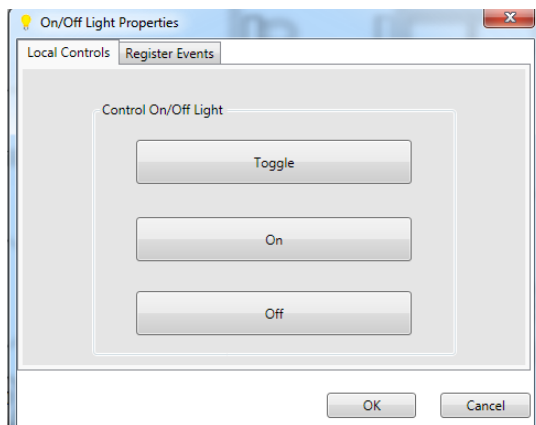 On/Off Light Properties
Local Controls Register Events
Control On/Off Light
Toggle
On
Off
OK Cancel